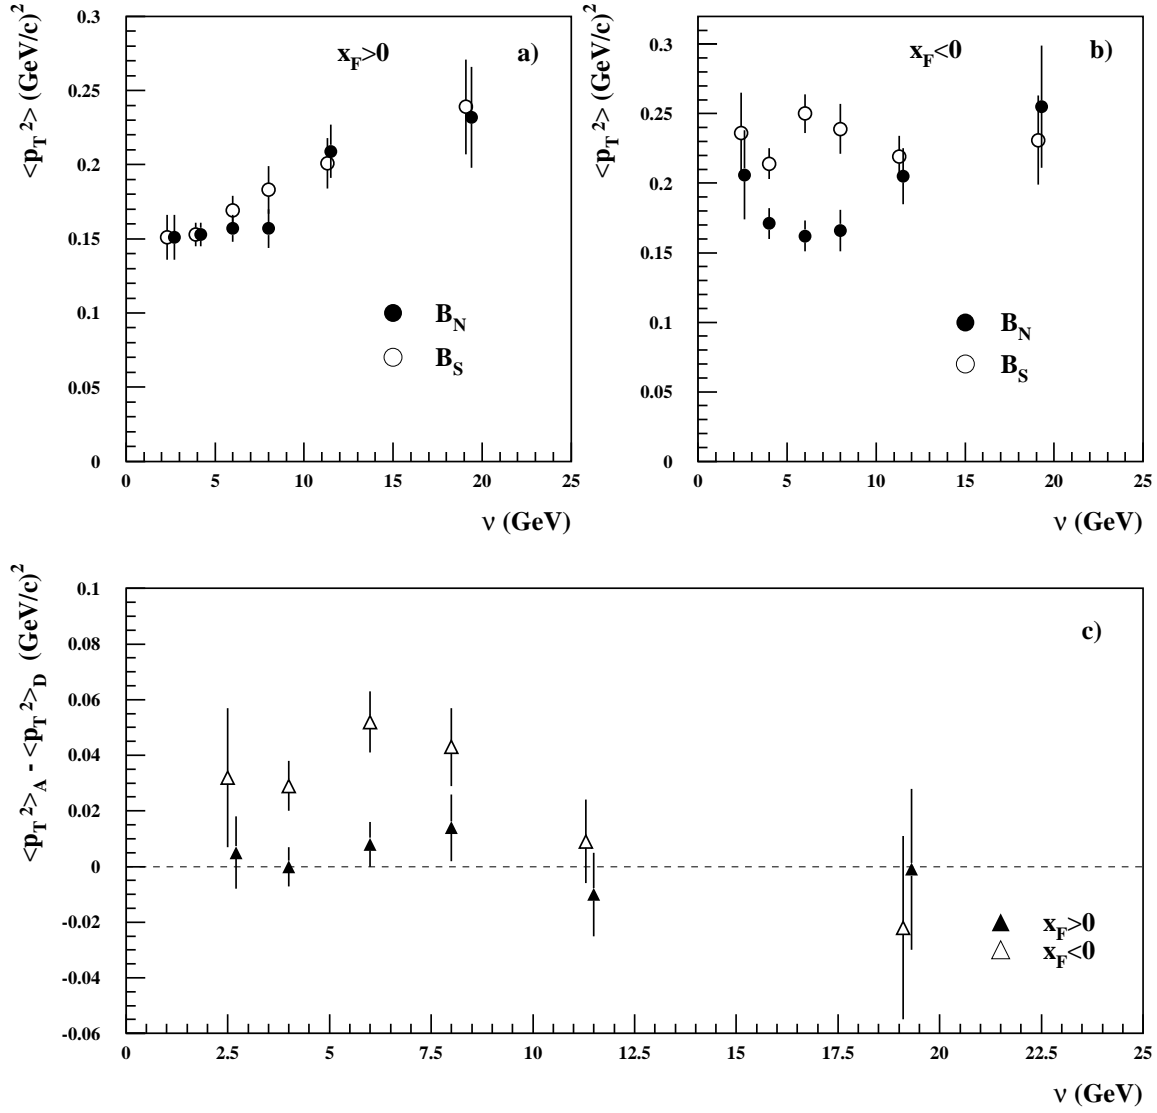 <p_T^2> (GeV/c)^2
0.3
0.25
0.2
0.15
0.1
0.05
0
x_F>0
a)
B_N
B_S
0 5 10 15 20 25
ν (GeV)
<p_T^2> (GeV/c)^2
0.3
0.25
0.2
0.15
0.1
0.05
0
x_F<0
b)
B_N
B_S
0 5 10 15 20 25
ν (GeV)
<p_T^2>_A - <p_T^2>_D (GeV/c)^2
0.1
0.08
0.06
0.04
0.02
0
-0.02
-0.04
-0.06
c)
x_F>0
x_F<0
0 2.5 5 7.5 10 12.5 15 17.5 20 22.5 25
ν (GeV)